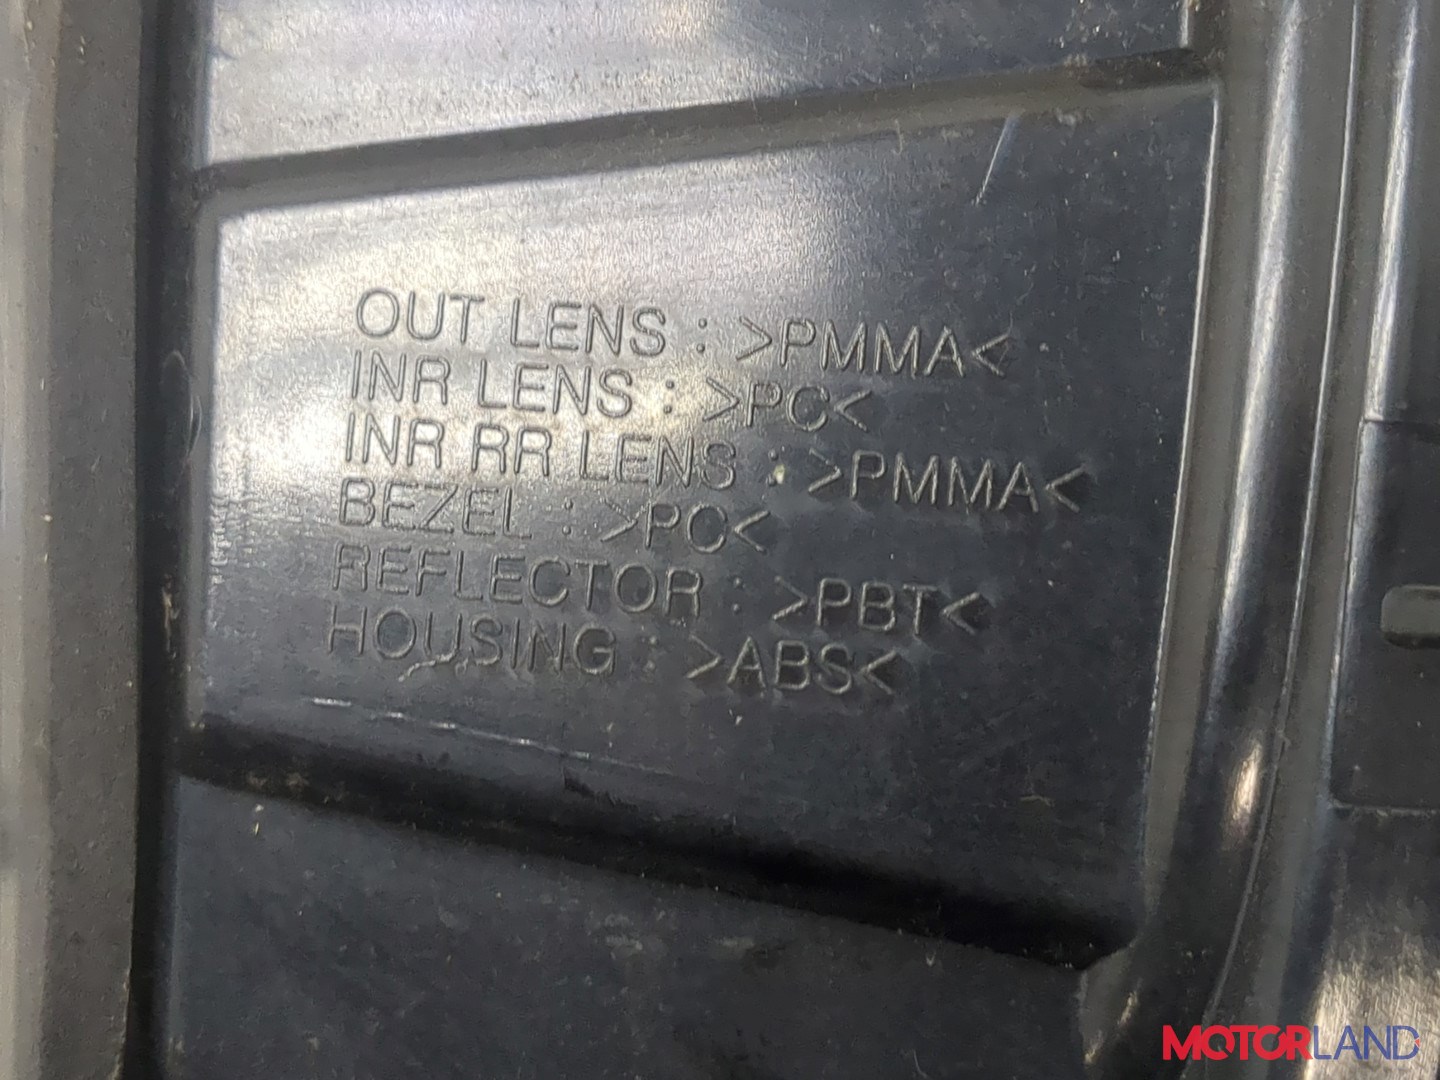 OUT LENS : >PMMA<
INR LENS : >PC<
INR RR LENS : >PMMA<
BEZEL : >PC<
REFLECTOR : >PBT<
HOUSING : >ABS<
MOTORLAND